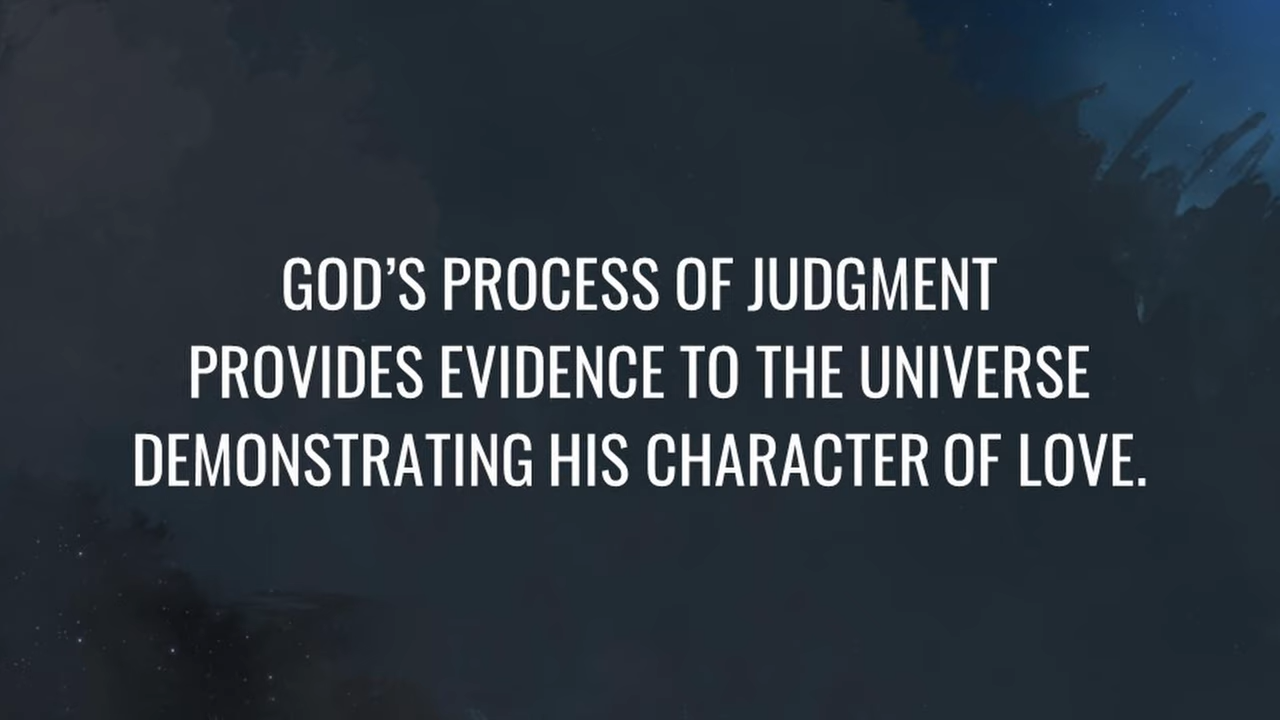 GOD’S PROCESS OF JUDGMENT
PROVIDES EVIDENCE TO THE UNIVERSE
DEMONSTRATING HIS CHARACTER OF LOVE.